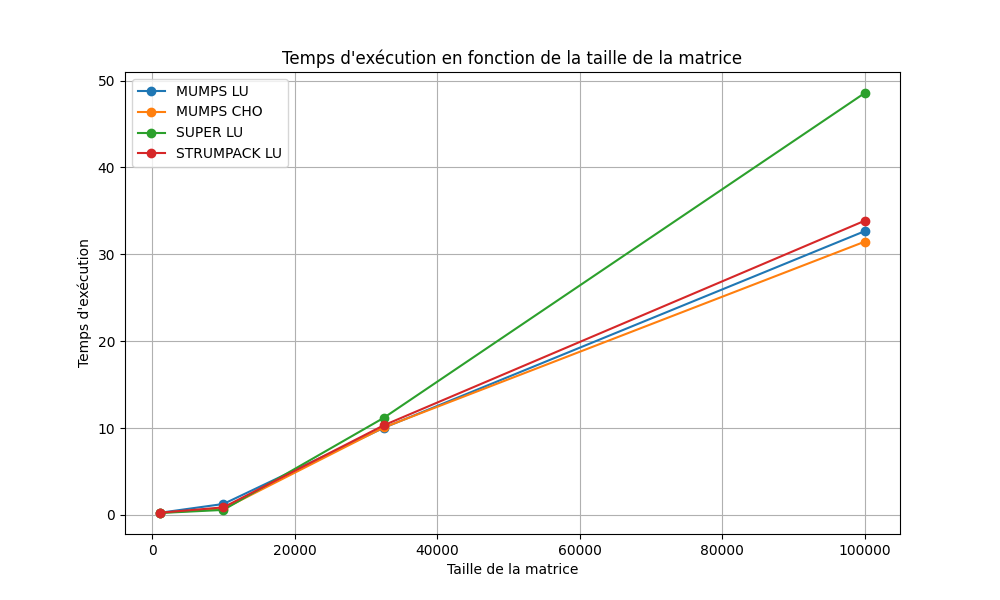 Temps d'exécution en fonction de la taille de la matrice
MUMPS LU
MUMPS CHO
SUPER LU
STRUMPACK LU
Temps d'exécution
50
40
30
20
10
0
0 20000 40000 60000 80000 100000
Taille de la matrice